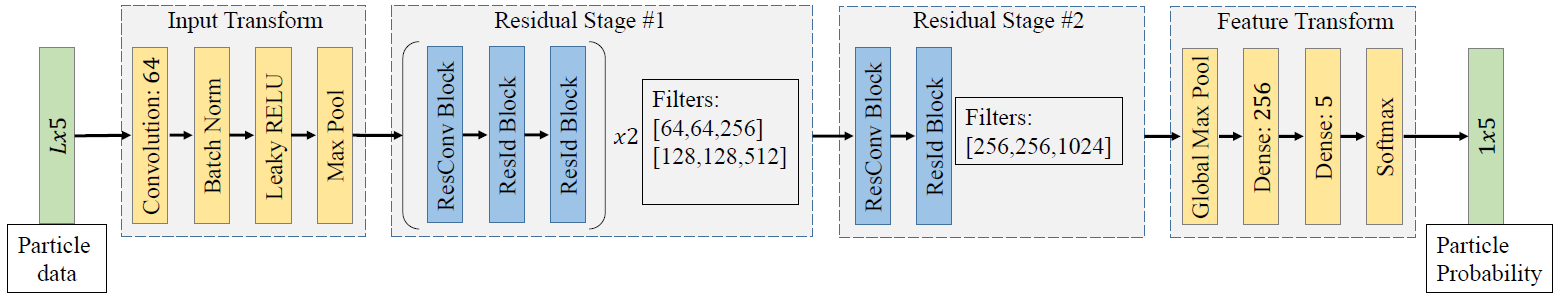 Input Transform
Residual Stage #1
Residual Stage #2
Feature Transform
Lx5
Particle
data
Convolution: 64
Batch Norm
Leaky RELU
Max Pool
ResConv Block
ResId Block
ResId Block
x2
Filters:
[64,64,256]
[128,128,512]
ResConv Block
ResId Block
Filters:
[256,256,1024]
Global Max Pool
Dense: 256
Dense: 5
Softmax
1x5
Particle
Probability